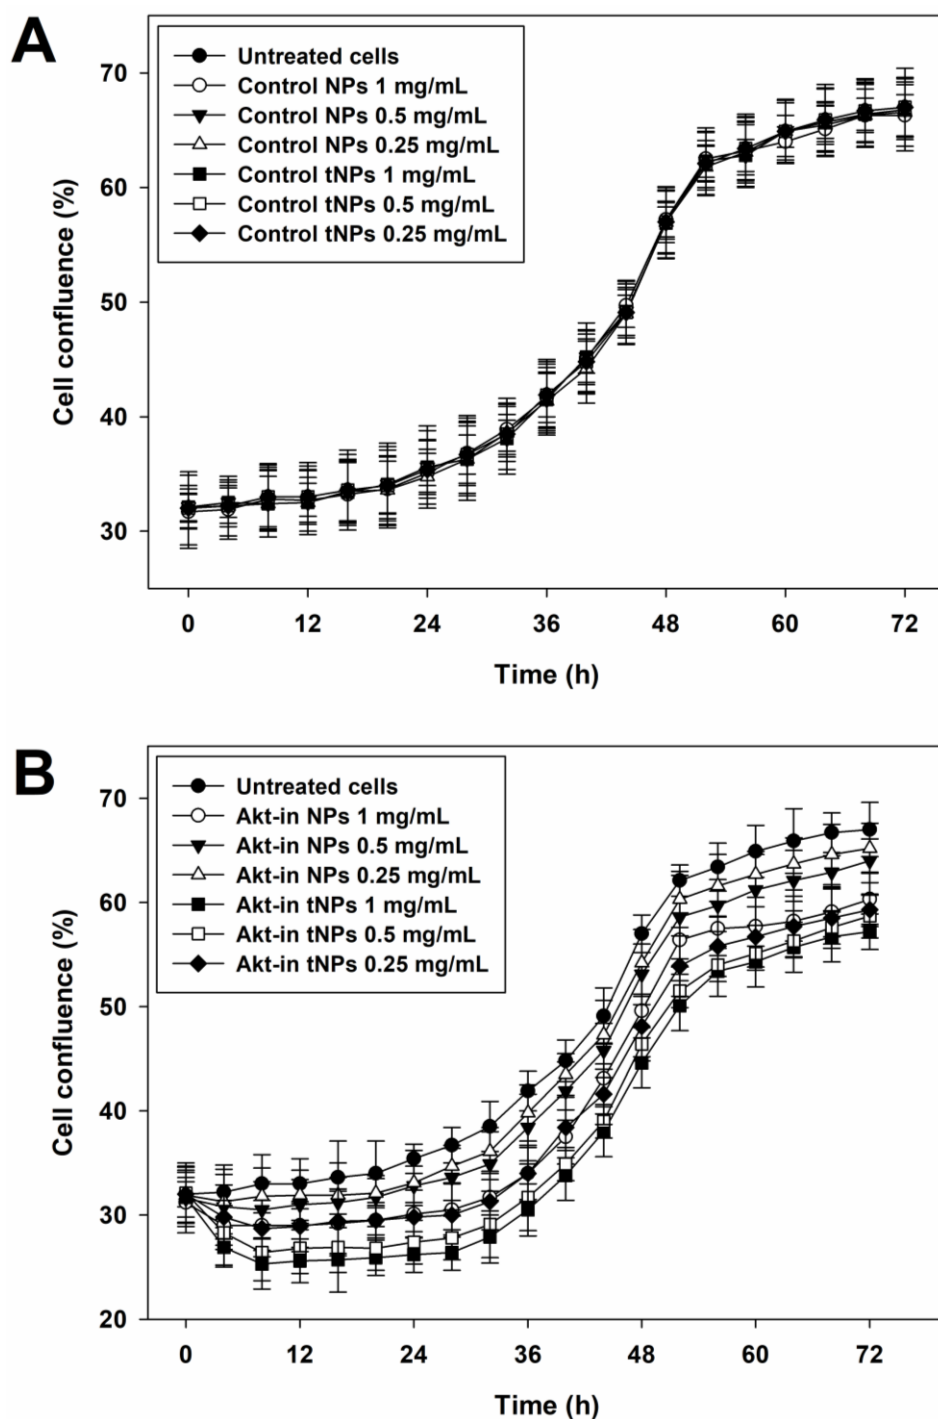 A
Untreated cells
Control NPs 1 mg/mL
Control NPs 0.5 mg/mL
Control NPs 0.25 mg/mL
Control tNPs 1 mg/mL
Control tNPs 0.5 mg/mL
Control tNPs 0.25 mg/mL
Cell confluence (%)
70
60
50
40
30
0 12 24 36 48 60 72
Time (h)
B
Untreated cells
Akt-in NPs 1 mg/mL
Akt-in NPs 0.5 mg/mL
Akt-in NPs 0.25 mg/mL
Akt-in tNPs 1 mg/mL
Akt-in tNPs 0.5 mg/mL
Akt-in tNPs 0.25 mg/mL
Cell confluence (%)
70
60
50
40
30
20
0 12 24 36 48 60 72
Time (h)